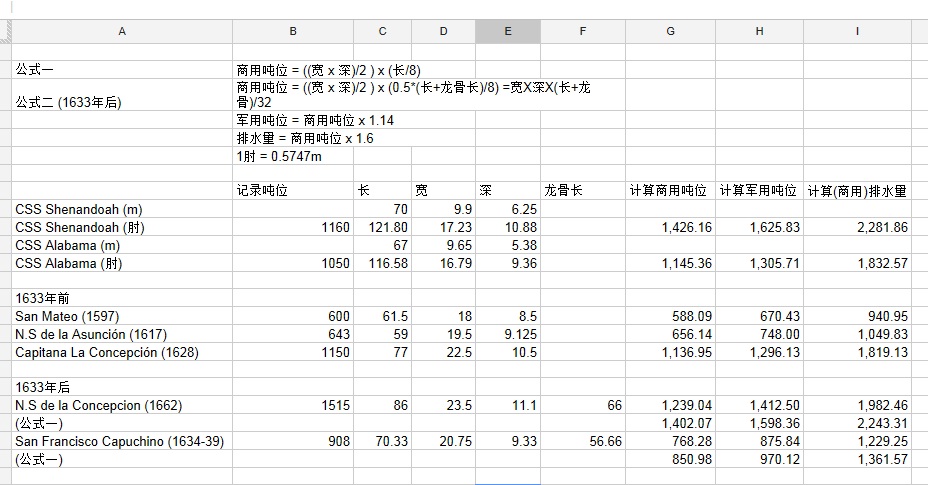 A B C D E F G H I
公式一 商用吨位 = ((宽 x 深)/2 ) x (长/8)
商用吨位 = ((宽 x 深)/2 ) x (0.5*(长+龙骨长)/8) =宽X深X(长+龙
公式二 (1633年后) 骨)/32
军用吨位 = 商用吨位 x 1.14
排水量 = 商用吨位 x 1.6
1肘 = 0.5747m
记录吨位 长 宽 深 龙骨长 计算商用吨位 计算军用吨位 计算(商用)排水量
CSS Shenandoah (m) 70 9.9 6.25
CSS Shenandoah (肘) 1160 121.80 17.23 10.88 1,426.16 1,625.83 2,281.86
CSS Alabama (m) 67 9.65 5.38
CSS Alabama (肘) 1050 116.58 16.79 9.36 1,145.36 1,305.71 1,832.57
1633年前
San Mateo (1597) 600 61.5 18 8.5 588.09 670.43 940.95
N.S de la Asunción (1617) 643 59 19.5 9.125 656.14 748.00 1,049.83
Capitana La Concepción (1628) 1150 77 22.5 10.5 1,136.95 1,296.13 1,819.13
1633年后
N.S de la Concepcion (1662) 1515 86 23.5 11.1 66 1,239.04 1,412.50 1,982.46
(公式一) 1,402.07 1,598.36 2,243.31
San Francisco Capuchino (1634-39) 908 70.33 20.75 9.33 56.66 768.28 875.84 1,229.25
(公式一) 850.98 970.12 1,361.57